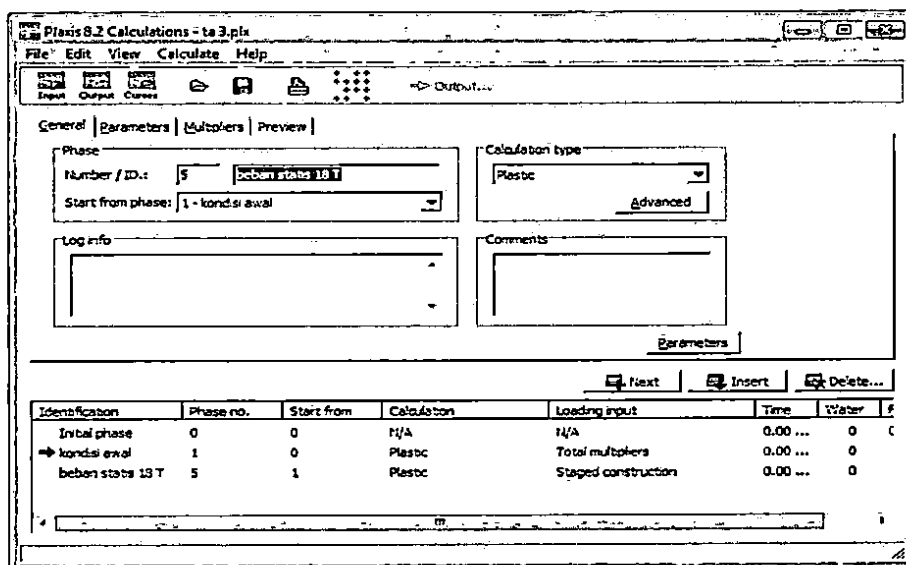 Plaxis 8.2 Calculations - ta 3.plx
File Edit View Calculate Help
Input Output Curves Output...
General Parameters Multipliers Preview
Phase
Number / ID.: 5 beban statis 18 T
Start from phase: 1 - kondisi awal
Calculation type
Plastic
Advanced
Log info
Comments
Parameters
Next Insert Delete...
Identification Phase no. Start from Calculation Loading input Time Water F
Initial phase 0 0 N/A N/A 0.00 ... 0 0
kondisi awal 1 0 Plastic Total multipliers 0.00 ... 0
beban statis 18 T 5 1 Plastic Staged construction 0.00 ... 0